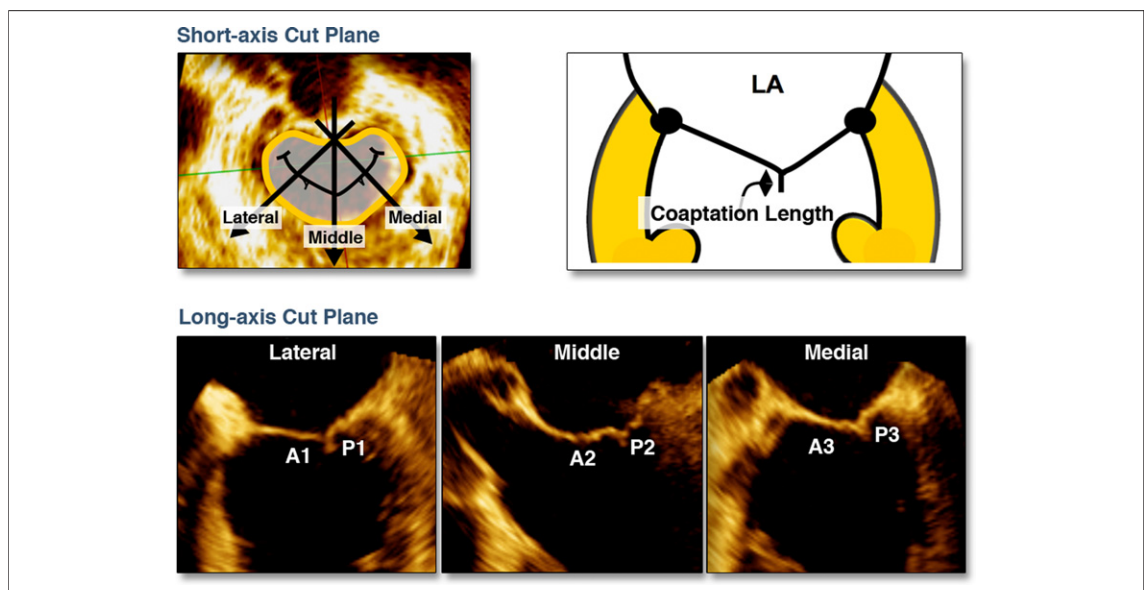 Short-axis Cut Plane
LA
Lateral
Medial
Middle
Coaptation Length
Long-axis Cut Plane
Lateral
Middle
Medial
A1
P1
A2
P2
A3
P3